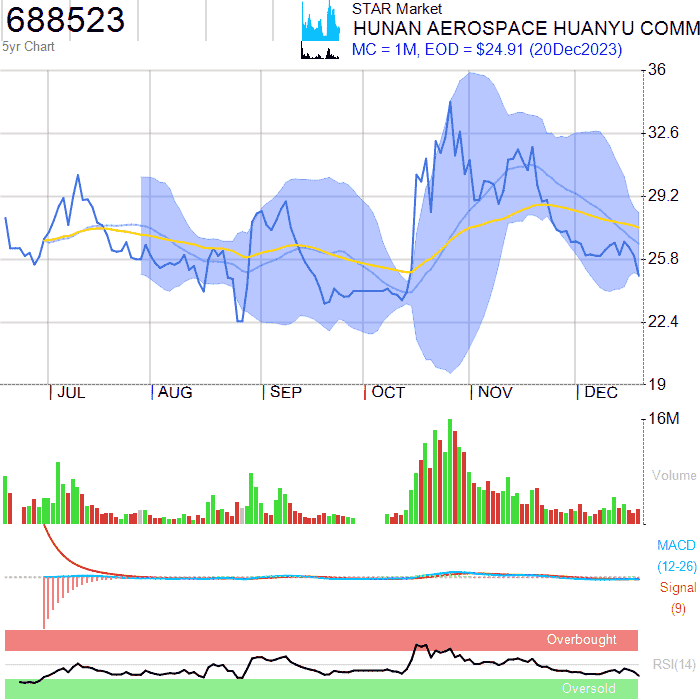 688523
5yr Chart
STAR Market
HUNAN AEROSPACE HUANYU COMM
MC = 1M, EOD = $24.91 (20Dec2023)
36
32.6
29.2
25.8
22.4
19
JUL AUG SEP OCT NOV DEC
16M
Volume
MACD
(12-26)
Signal
(9)
Overbought
RSI(14)
Oversold